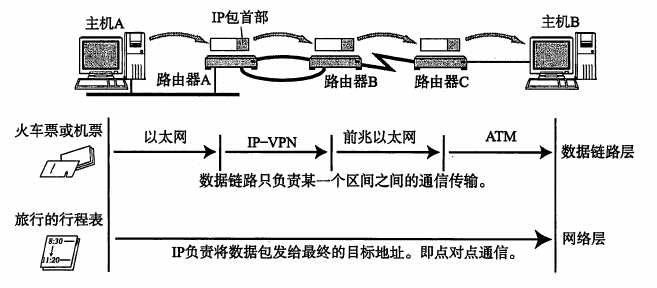 主机A
IP包首部
主机B
路由器A
路由器B
路由器C
火车票或机票
以太网
IP-VPN
前兆以太网
ATM
数据链路层
数据链路只负责某一个区间之间的通信传输。
旅行的行程表
8:30
11:20
网络层
IP负责将数据包发给最终的目标地址。即点对点通信。